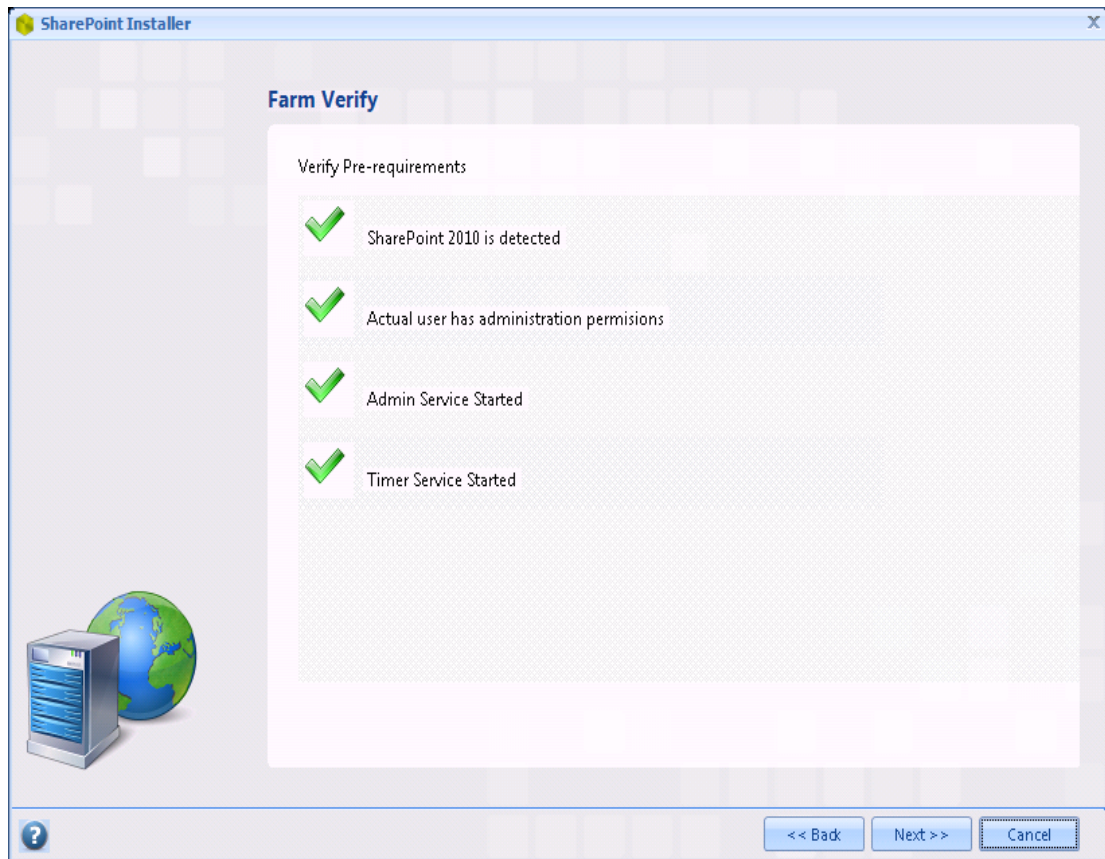 SharePoint Installer
X
Farm Verify
Verify Pre-requirements
SharePoint 2010 is detected
Actual user has administration permisions
Admin Service Started
Timer Service Started
?
<< Back
Next >>
Cancel